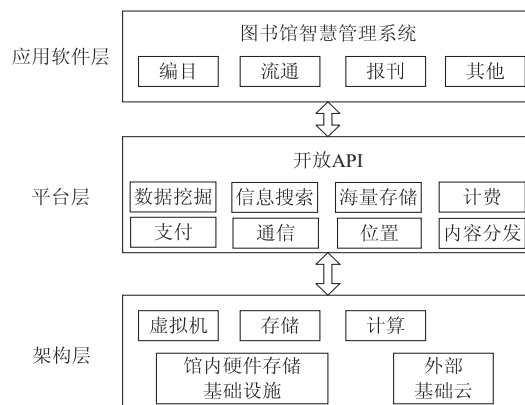 图书馆智慧管理系统
应用软件层
编目 流通 报刊 其他
开放API
平台层
数据挖掘 信息搜索 海量存储 计费
支付 通信 位置 内容分发
虚拟机 存储 计算
架构层
馆内硬件存储 外部
基础设施 基础云